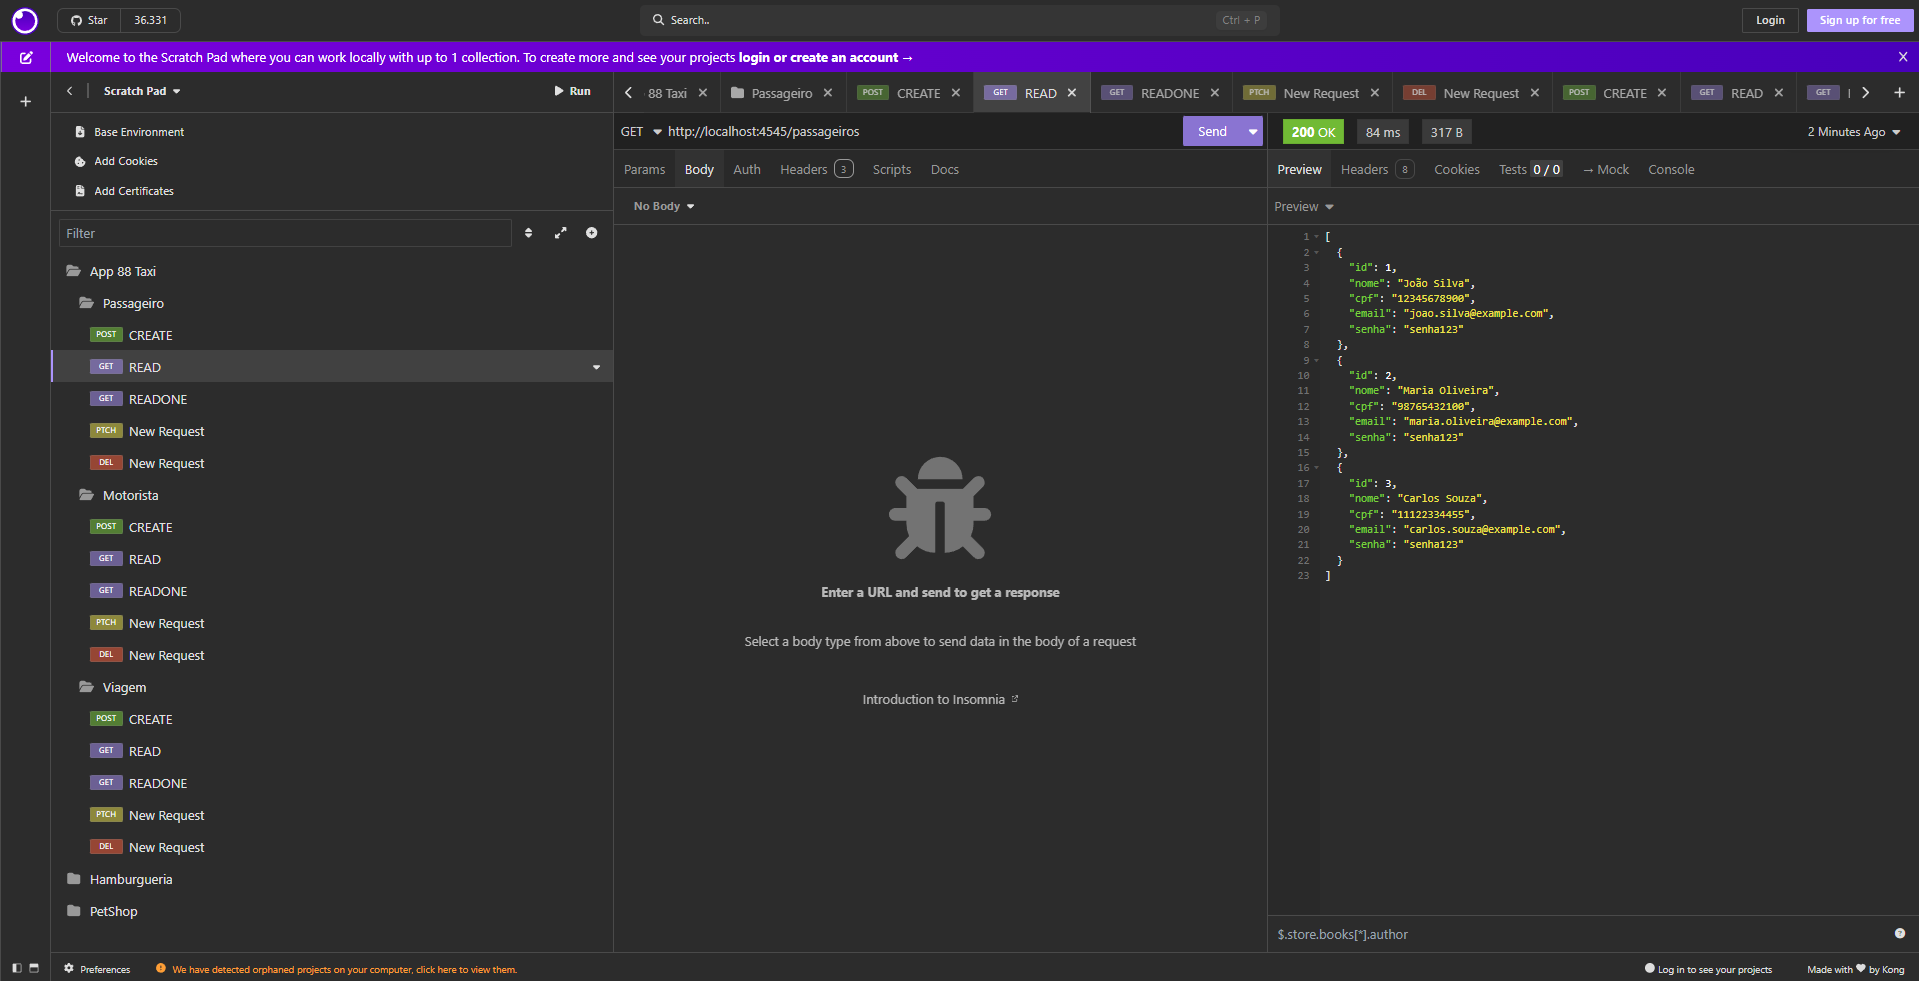 Star 36.331
Search.. Ctrl + P
Login Sign up for free
Welcome to the Scratch Pad where you can work locally with up to 1 collection. To create more and see your projects login or create an account →
Scratch Pad Run
Base Environment
Add Cookies
Add Certificates
Filter
App 88 Taxi
Passageiro
POST CREATE
GET READ
GET READONE
PTCH New Request
DEL New Request
Motorista
POST CREATE
GET READ
GET READONE
PTCH New Request
DEL New Request
Viagem
POST CREATE
GET READ
GET READONE
PTCH New Request
DEL New Request
Hamburgueria
PetShop
88 Taxi Passageiro POST CREATE GET READ GET READONE PTCH New Request DEL New Request POST CREATE GET READ GET
GET http://localhost:4545/passageiros Send
Params Body Auth Headers 3 Scripts Docs
No Body
Enter a URL and send to get a response
Select a body type from above to send data in the body of a request
Introduction to Insomnia
200 OK 84 ms 317 B 2 Minutes Ago
Preview Headers 8 Cookies Tests 0 / 0 → Mock Console
Preview
1 [
2 {
3 "id": 1,
4 "nome": "João Silva",
5 "cpf": "12345678900",
6 "email": "joao.silva@example.com",
7 "senha": "senha123"
8 },
9 {
10 "id": 2,
11 "nome": "Maria Oliveira",
12 "cpf": "98765432100",
13 "email": "maria.oliveira@example.com",
14 "senha": "senha123"
15 },
16 {
17 "id": 3,
18 "nome": "Carlos Souza",
19 "cpf": "11122334455",
20 "email": "carlos.souza@example.com",
21 "senha": "senha123"
22 }
23 ]
$.store.books[*].author
Preferences We have detected orphaned projects on your computer, click here to view them.
Log in to see your projects Made with ♥ by Kong